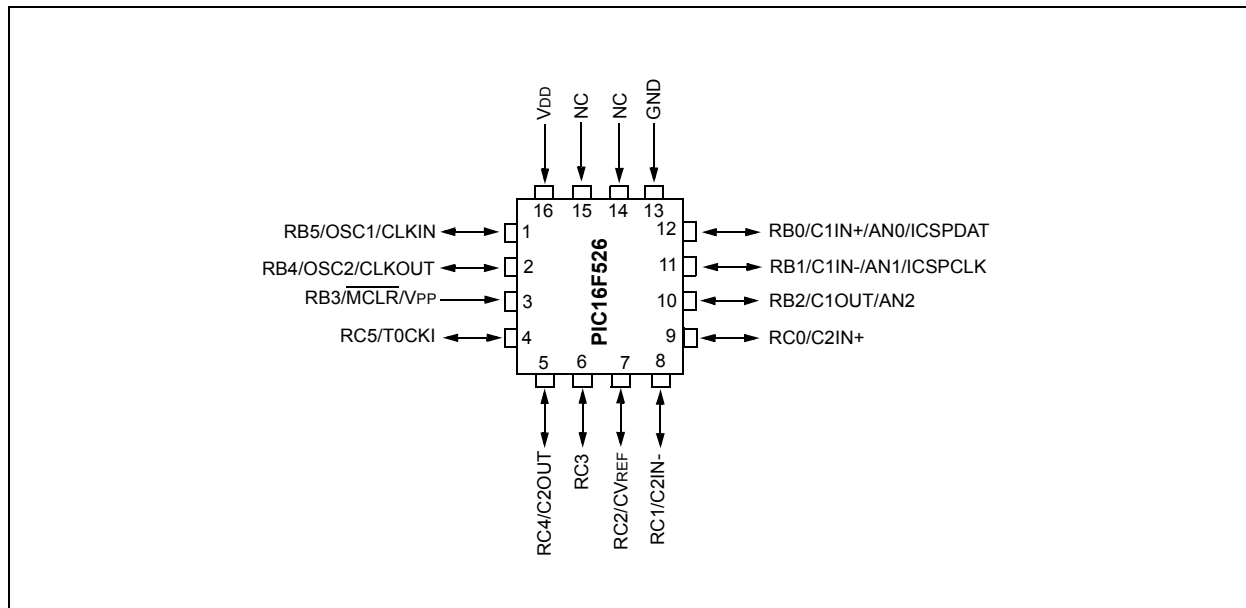 VDD
NC
NC
GND
16
15
14
13
RB5/OSC1/CLKIN
1
12
RB0/C1IN+/AN0/ICSPDAT
RB4/OSC2/CLKOUT
2
11
RB1/C1IN-/AN1/ICSPCLK
RB3/MCLR/VPP
3
10
RB2/C1OUT/AN2
RC5/T0CKI
4
9
RC0/C2IN+
PIC16F526
5
6
7
8
RC4/C2OUT
RC3
RC2/CVREF
RC1/C2IN-